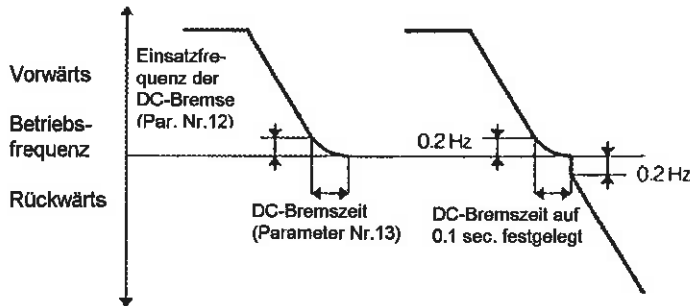 Vorwärts
Betriebs-
frequenz
Rückwärts
Einsatzfre-
quenz der
DC-Bremse
(Par. Nr.12)
DC-Bremszeit
(Parameter Nr.13)
0.2 Hz
0.2 Hz
DC-Bremszeit auf
0.1 sec. festgelegt